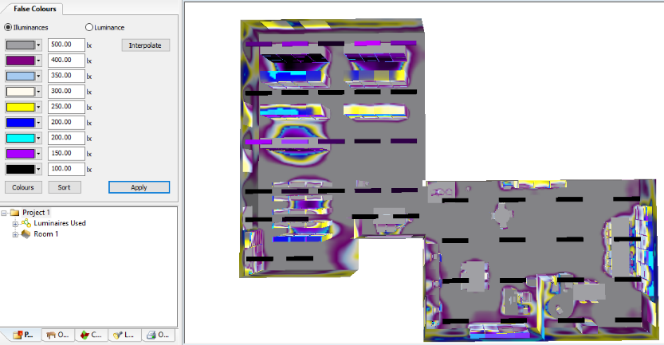 False Colours
Illuminances
Luminance
500.00 lx
Interpolate
400.00 lx
350.00 lx
300.00 lx
250.00 lx
200.00 lx
200.00 lx
150.00 lx
100.00 lx
Colours Sort Apply
Project 1
Luminaires Used
Room 1
P... O... C... L... O...